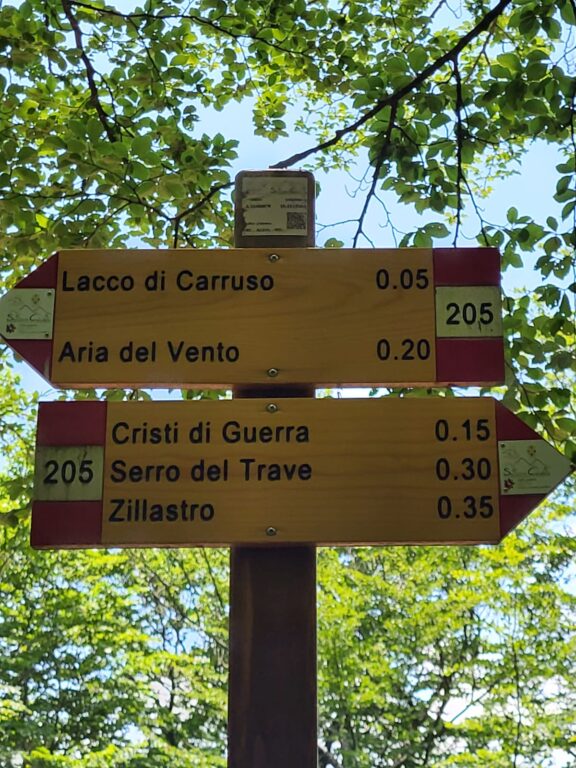 Lacco di Carruso 0.05
205
Aria del Vento 0.20
Cristi di Guerra 0.15
205
Serro del Trave 0.30
Zillastro 0.35